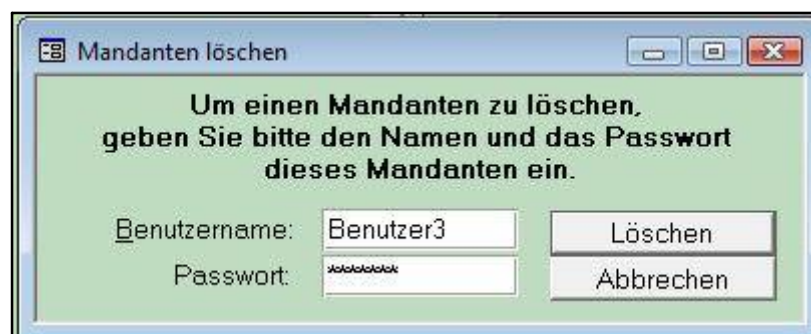 Mandanten löschen
Um einen Mandanten zu löschen,
geben Sie bitte den Namen und das Passwort
dieses Mandanten ein.
Benutzername: Benutzer3 Löschen
Passwort: ******** Abbrechen